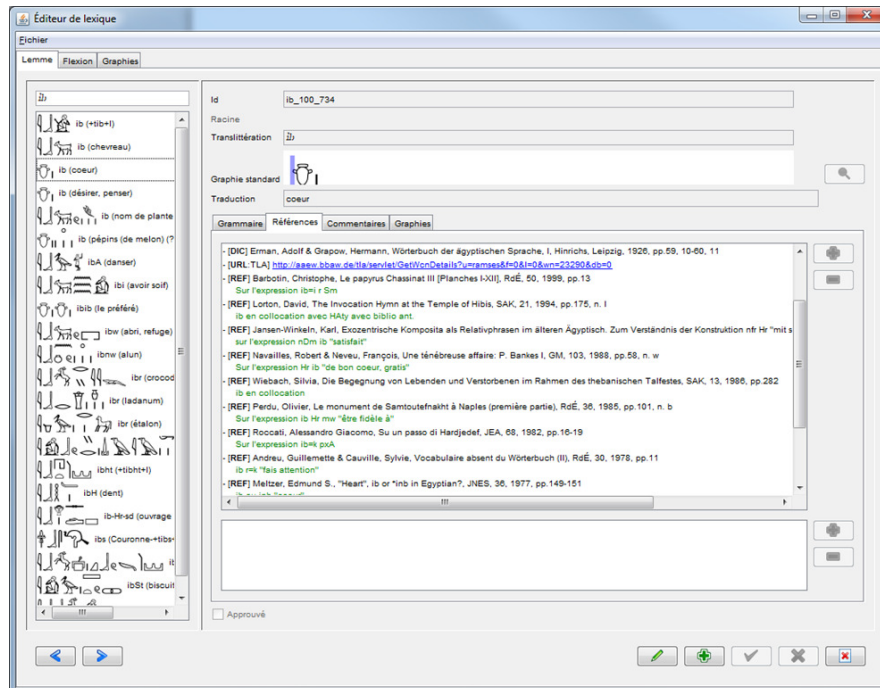 Éditeur de lexique
Fichier
Lemme Flexion Graphies
ib (+tib+I)
ib (chevreau)
ib (coeur)
ib (désirer, penser)
ib (nom de plante
ib (pépins (de melon) (?
ibA (danser)
ibi (avoir soif)
ibib (le préféré)
ibw (abri, refuge)
ibnw (alun)
ibr (crocod
ibr (ladanum)
ibr (étalon)
ibht (+tibht+I)
ibH (dent)
ib-Hr-sd (ouvrage
ibs (Couronne-+tibs-
ib
ibSt (biscuit
Id ib_100_734
Racine
Translittération
Graphie standard
Traduction coeur
Grammaire Références Commentaires Graphies
- [DIC] Erman, Adolf & Grapow, Hermann, Wörterbuch der ägyptischen Sprache, I, Hinrichs, Leipzig, 1926, pp.59, 10-60, 11
- [URL:TLA] http://aaew.bbaw.de/tla/servlet/GetWcnDetails?u=ramses&f=0&l=0&wn=23290&db=0
- [REF] Barbotin, Christophe, Le papyrus Chassinat III [Planches I-XII], RdÉ, 50, 1999, pp.13
Sur l'expression ib=i r Sm
- [REF] Lorton, David, The Invocation Hymn at the Temple of Hibis, SAK, 21, 1994, pp.175, n. l
ib en collocation avec HAty avec biblio ant.
- [REF] Jansen-Winkeln, Karl, Exozentrische Komposita als Relativphrasen im älteren Ägyptisch. Zum Verständnis der Konstruktion nfr Hr "mit s
sur l'expression nDm ib "satisfait"
- [REF] Navailles, Robert & Neveu, François, Une ténébreuse affaire: P. Bankes I, GM, 103, 1988, pp.58, n. w
Sur l'expression Hr ib "de bon coeur, gratis"
- [REF] Wiebach, Silvia, Die Begegnung von Lebenden und Verstorbenen im Rahmen des thebanischen Talfestes, SAK, 13, 1986, pp.282
ib en collocation
- [REF] Perdu, Olivier, Le monument de Samtoutefnakht à Naples (première partie), RdÉ, 36, 1985, pp.101, n. b
Sur l'expression ib Hr mw "être fidèle à"
- [REF] Roccati, Alessandro Giacomo, Su un passo di Hardjedef, JEA, 68, 1982, pp.16-19
Sur l'expression ib=k pxA
- [REF] Andreu, Guillemette & Cauville, Sylvie, Vocabulaire absent du Wörterbuch (II), RdÉ, 30, 1978, pp.11
ib r=k "fais attention"
- [REF] Meltzer, Edmund S., "Heart", ib or *inb in Egyptian?, JNES, 36, 1977, pp.149-151
Approuvé